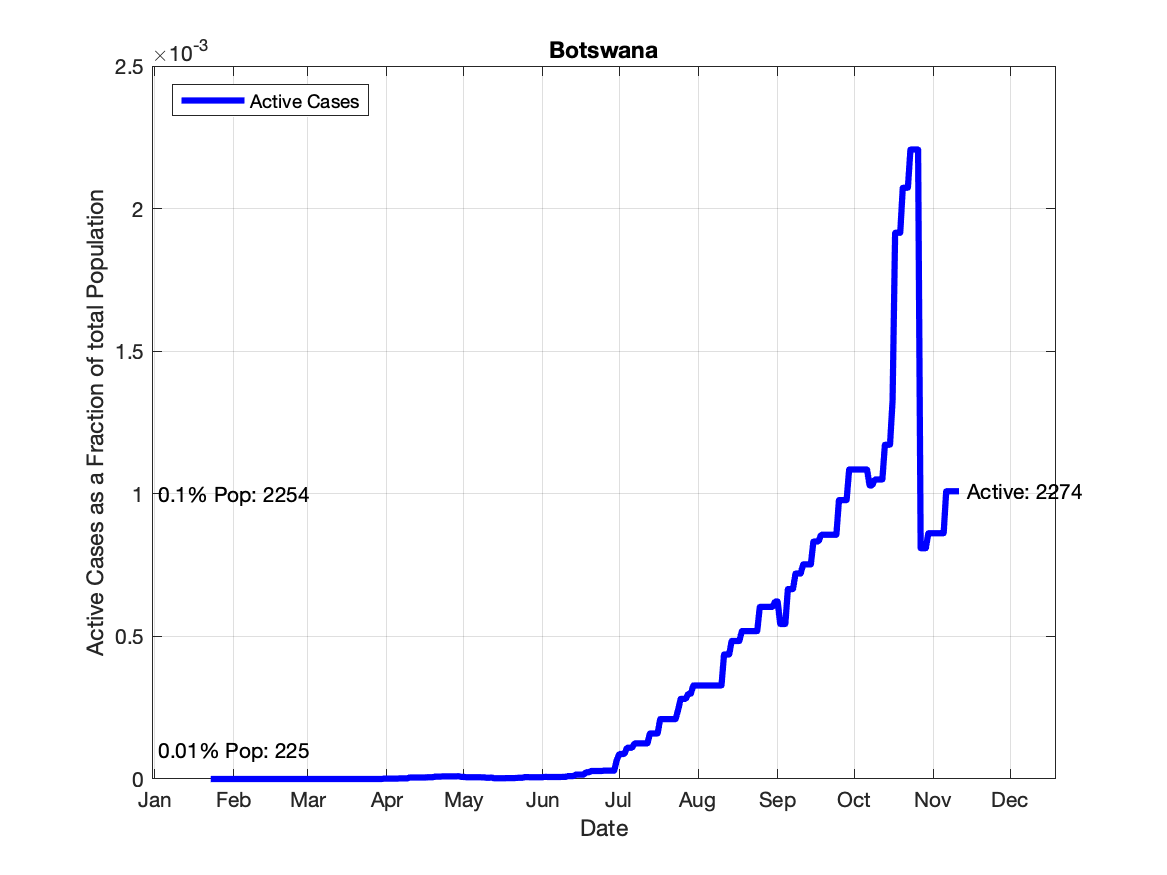 Botswana
×10-3
Active Cases
2.5
2
1.5
1
0.5
0
Active Cases as a Fraction of total Population
0.1% Pop: 2254
Active: 2274
0.01% Pop: 225
Jan Feb Mar Apr May Jun Jul Aug Sep Oct Nov Dec
Date